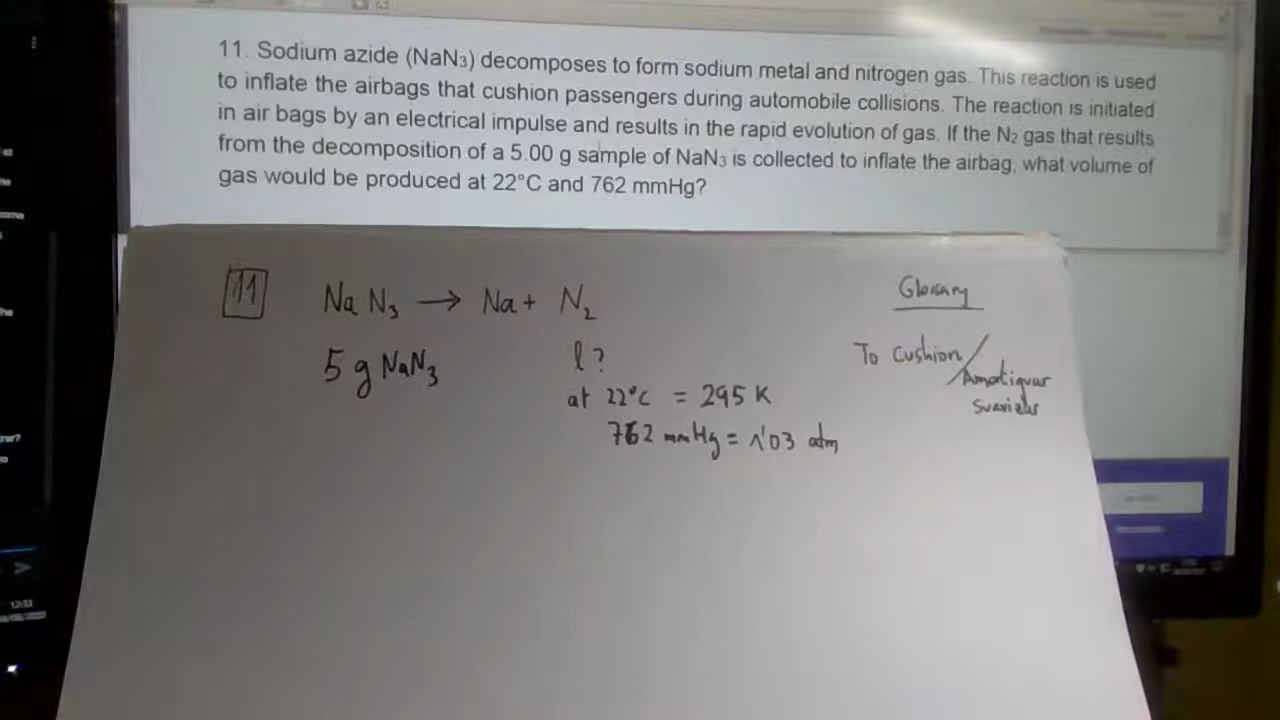 11. Sodium azide (NaN₃) decomposes to form sodium metal and nitrogen gas. This reaction is used
to inflate the airbags that cushion passengers during automobile collisions. The reaction is initiated
in air bags by an electrical impulse and results in the rapid evolution of gas. If the N₂ gas that results
from the decomposition of a 5.00 g sample of NaN₃ is collected to inflate the airbag, what volume of
gas would be produced at 22°C and 762 mmHg?
11
Na N₃ → Na + N₂
5 g NaN₃
l?
at 22°C = 295 K
762 mmHg = 1'03 atm
Glossary
To Cushion/
Amortiguar
suavizar
12:32